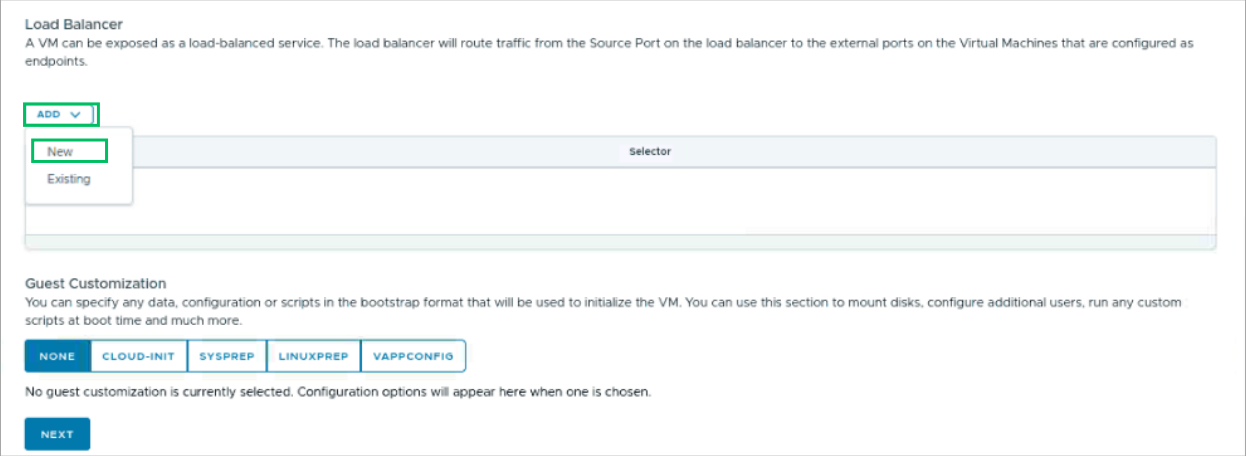 Load Balancer
A VM can be exposed as a load-balanced service. The load balancer will route traffic from the Source Port on the load balancer to the external ports on the Virtual Machines that are configured as
endpoints.
ADD
New
Existing
Selector
Guest Customization
You can specify any data, configuration or scripts in the bootstrap format that will be used to initialize the VM. You can use this section to mount disks, configure additional users, run any custom
scripts at boot time and much more.
NONE CLOUD-INIT SYSPREP LINUXPREP VAPPCONFIG
No guest customization is currently selected. Configuration options will appear here when one is chosen.
NEXT